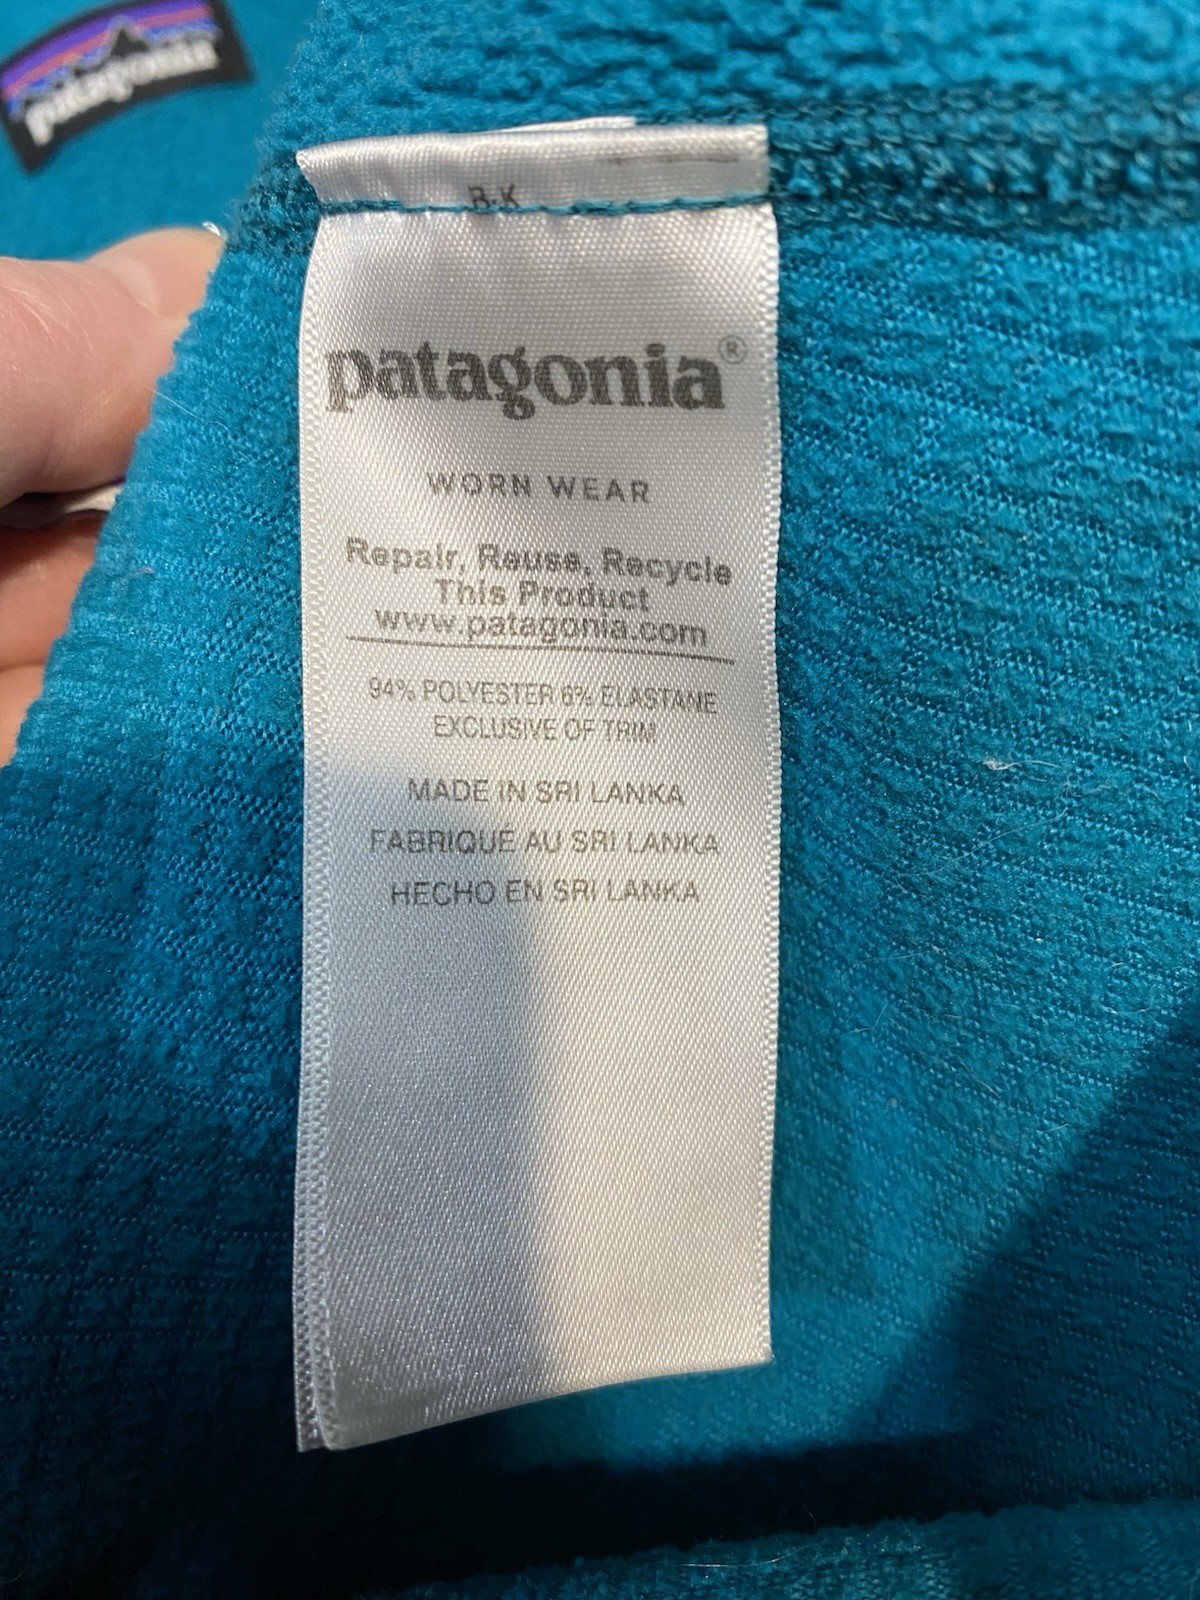 patagonia
B.K
patagonia®
WORN WEAR
Repair, Reuse, Recycle
This Product
www.patagonia.com
94% POLYESTER 6% ELASTANE
EXCLUSIVE OF TRIM
MADE IN SRI LANKA
FABRIQUÉ AU SRI LANKA
HECHO EN SRI LANKA